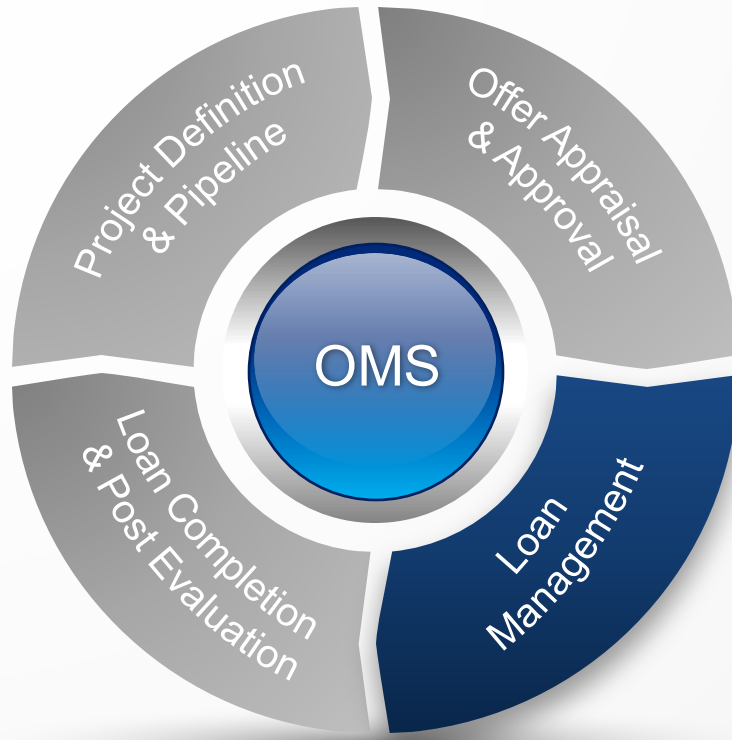 Project Definition
& Pipeline
Offer Appraisal
& Approval
OMS
Loan
Management
Loan Completion
& Post Evaluation